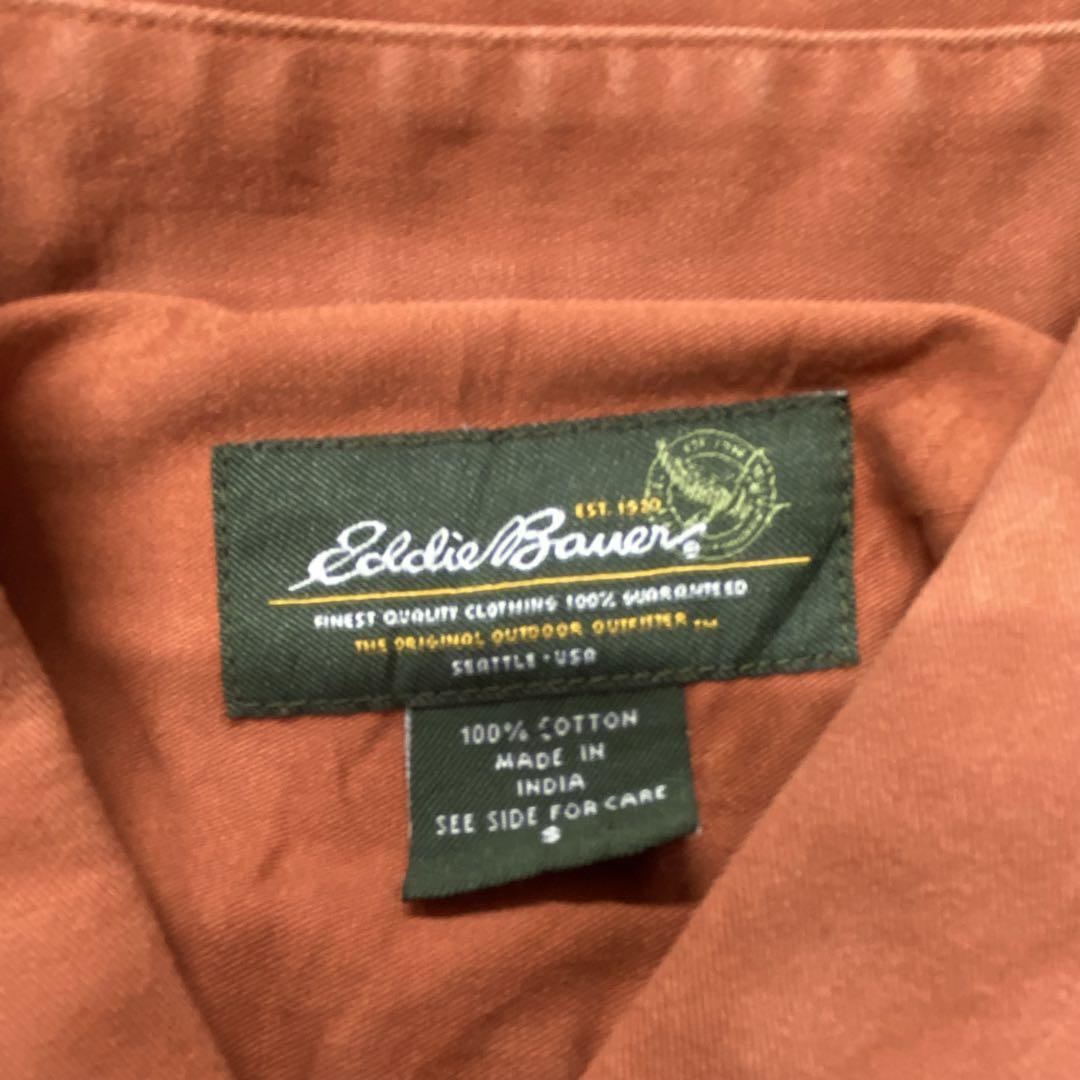 EST. 1920
Eddie Bauer®
FINEST QUALITY CLOTHING 100% GUARANTEED
THE ORIGINAL OUTDOOR OUTFITTER ™
SEATTLE · USA
100% COTTON
MADE IN
INDIA
SEE SIDE FOR CARE
S